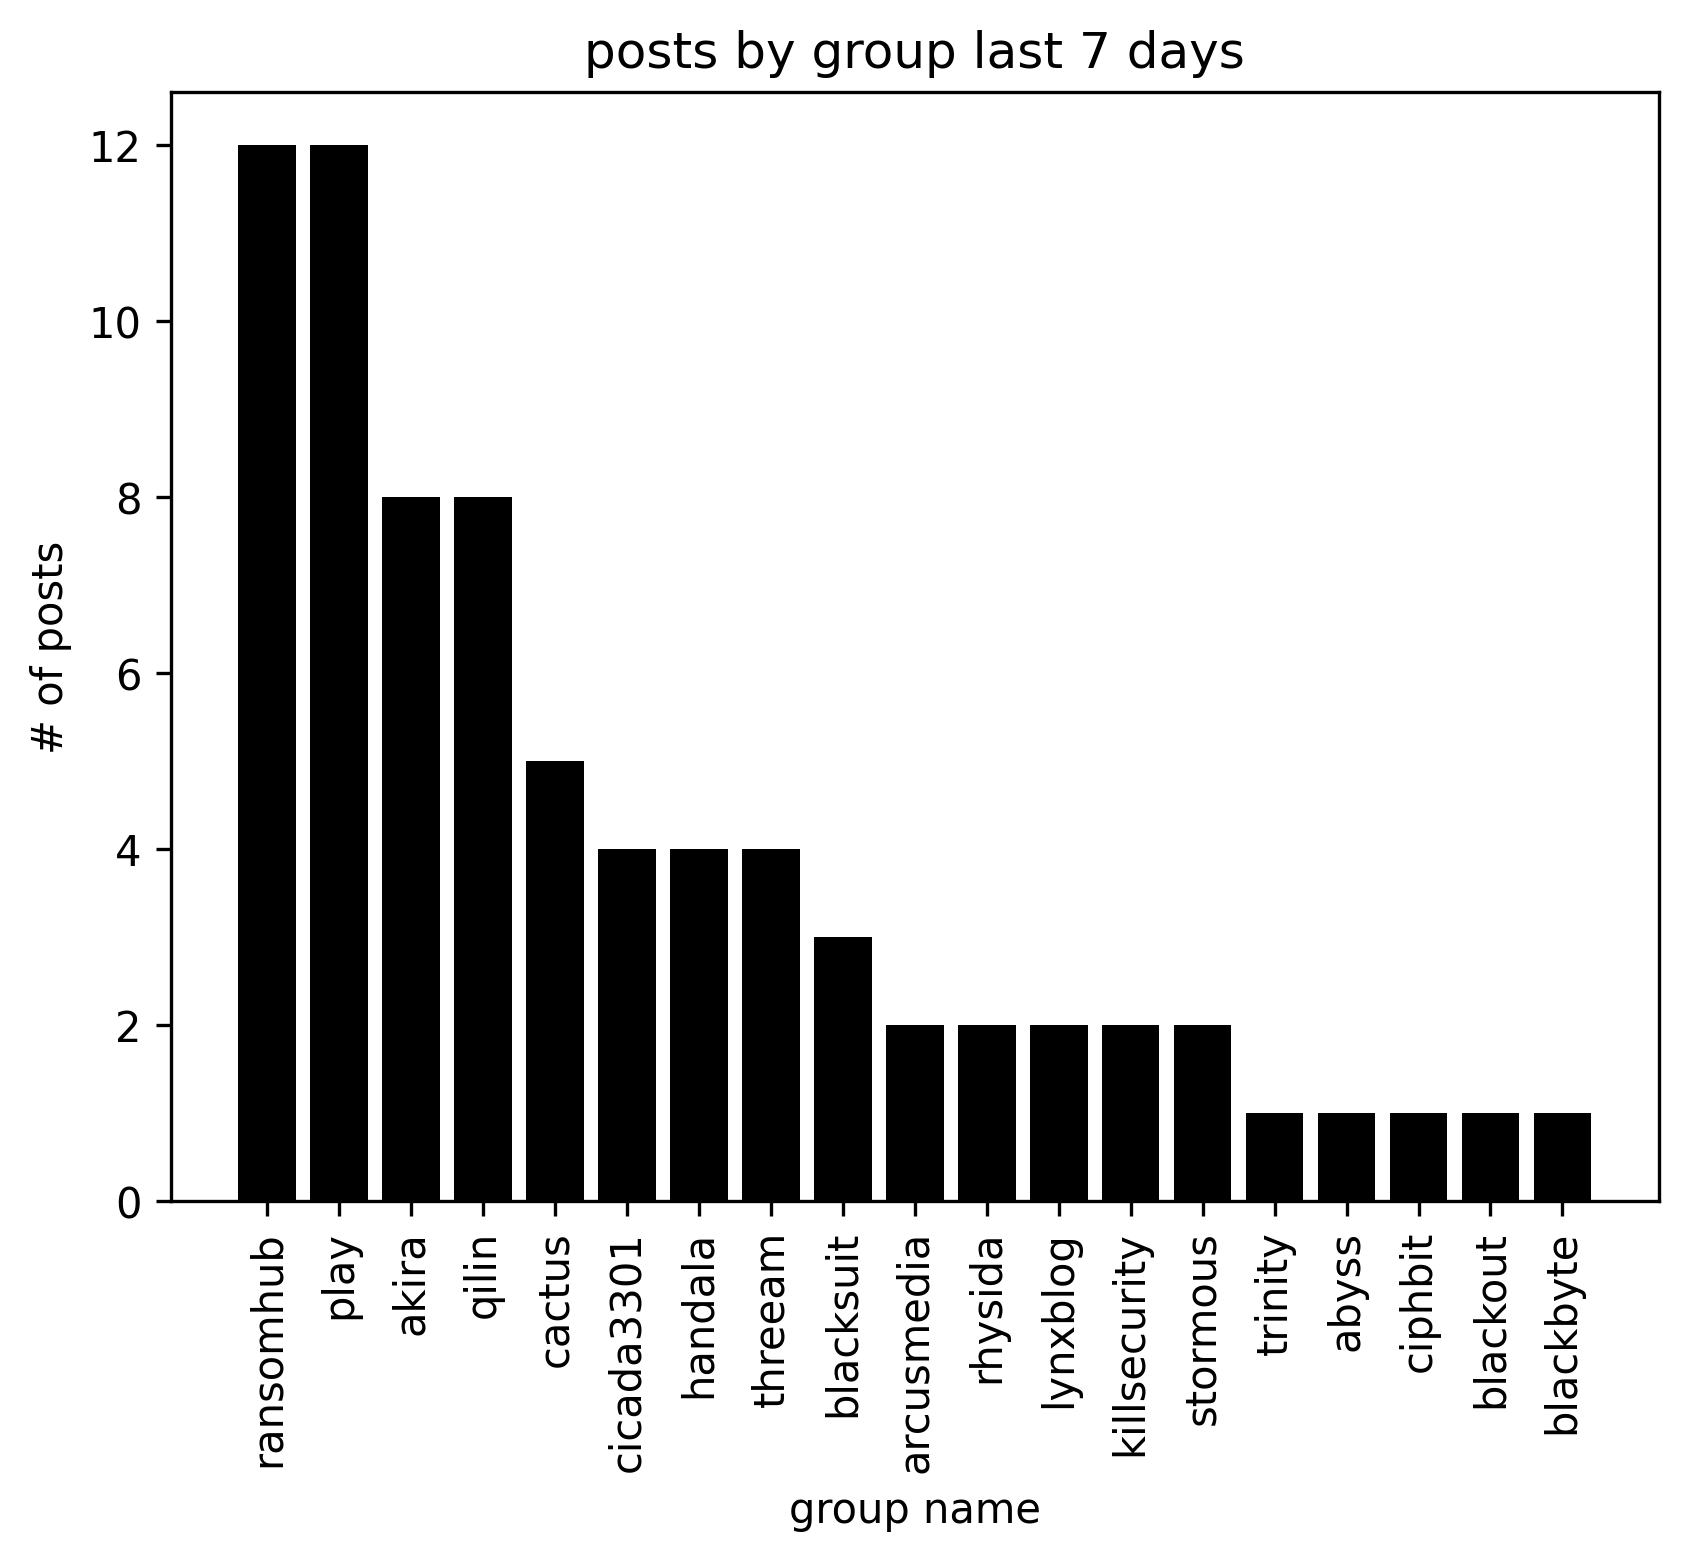 posts by group last 7 days
# of posts
12
10
8
6
4
2
0
ransomhub
play
akira
qilin
cactus
cicada3301
handala
threeam
blacksuit
arcusmedia
rhysida
lynxblog
killsecurity
stormous
trinity
abyss
ciphbit
blackout
blackbyte
group name